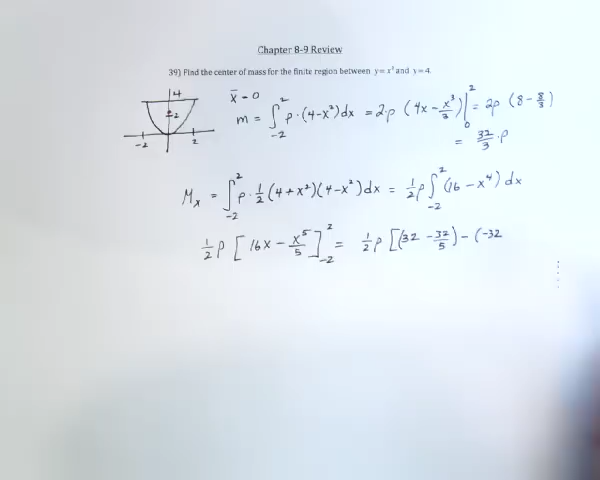 Chapter 8-9 Review
39) Find the center of mass for the finite region between y = x² and y = 4.
4
2
-2 2
x̄ = 0
m = ∫₋₂² ρ · (4 - x²) dx = 2ρ (4x - x³/3) |₀² = 2ρ (8 - 8/3)
= 32/3 · ρ
Mₓ = ∫₋₂² ρ · 1/2 (4 + x²)(4 - x²) dx = 1/2 ρ ∫₋₂² (16 - x⁴) dx
1/2 ρ [16x - x⁵/5]₋₂² = 1/2 ρ [(32 - 32/5) - (-32